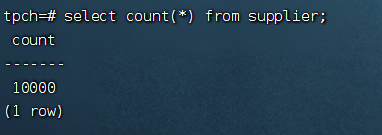 tpch=# select count(*) from supplier;
count
-------
10000
(1 row)